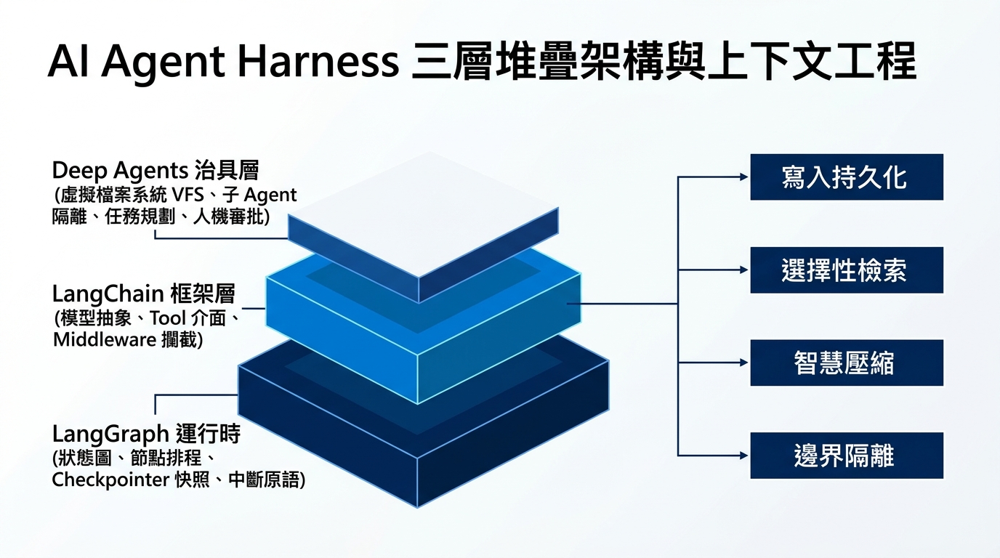 AI Agent Harness 三層堆疊架構與上下文工程
Deep Agents 治具層
(虛擬檔案系統 VFS、子 Agent
隔離、任務規劃、人機審批)
LangChain 框架層
(模型抽象、Tool 介面、
Middleware 攔截)
LangGraph 運行時
(狀態圖、節點排程、
Checkpointer 快照、中斷原語)
寫入持久化
選擇性檢索
智慧壓縮
邊界隔離